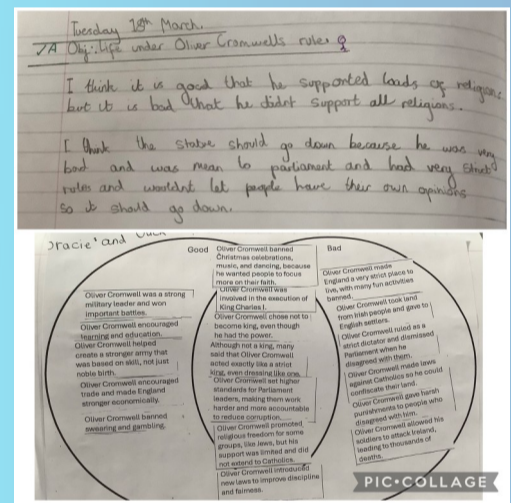 Tuesday 18th March.
JA Obj: Life under Oliver Cromwells rules
I think it is good that he supported loads of religions
but it is bad that he didnt support all religions.
I think the statue should go down because he was very
bad and was mean to parliament and had very strict
rules and wouldnt let people have their own opinions
so it should go down.
Gracie' and
Good
Bad
Oliver Cromwell was a strong
military leader and won
important battles.
Oliver Cromwell encouraged
learning and education.
Oliver Cromwell helped
create a stronger army that
was based on skill, not just
noble birth.
Oliver Cromwell encouraged
trade and made England
stronger economically.
Oliver Cromwell banned
swearing and gambling.
Oliver Cromwell banned
Christmas celebrations,
music, and dancing, because
he wanted people to focus
more on their faith.
Oliver Cromwell was
involved in the execution of
King Charles I.
Oliver Cromwell chose not to
become king, even though
he had the power.
Although not a king, many
said that Oliver Cromwell
acted exactly like a strict
king, even dressing like one.
Oliver Cromwell set higher
standards for Parliament
leaders, making them work
harder and more accountable
to reduce corruption.
Oliver Cromwell promoted
religious freedom for some
groups, like Jews, but his
support was limited and did
not extend to Catholics.
Oliver Cromwell introduced
new laws to improve discipline
and fairness.
Oliver Cromwell made
England a very strict place to
live, with many fun activities
banned.
Oliver Cromwell took land
from Irish people and gave to
English settlers.
Oliver Cromwell ruled as a
strict dictator and dismissed
Parliament when he
disagreed with them.
Oliver Cromwell made laws
against Catholics so he could
confiscate their land.
Oliver Cromwell gave harsh
punishments to people who
disagreed with him.
Oliver Cromwell allowed his
soldiers to attack Ireland,
leading to thousands of
deaths.
PIC•COLLAGE